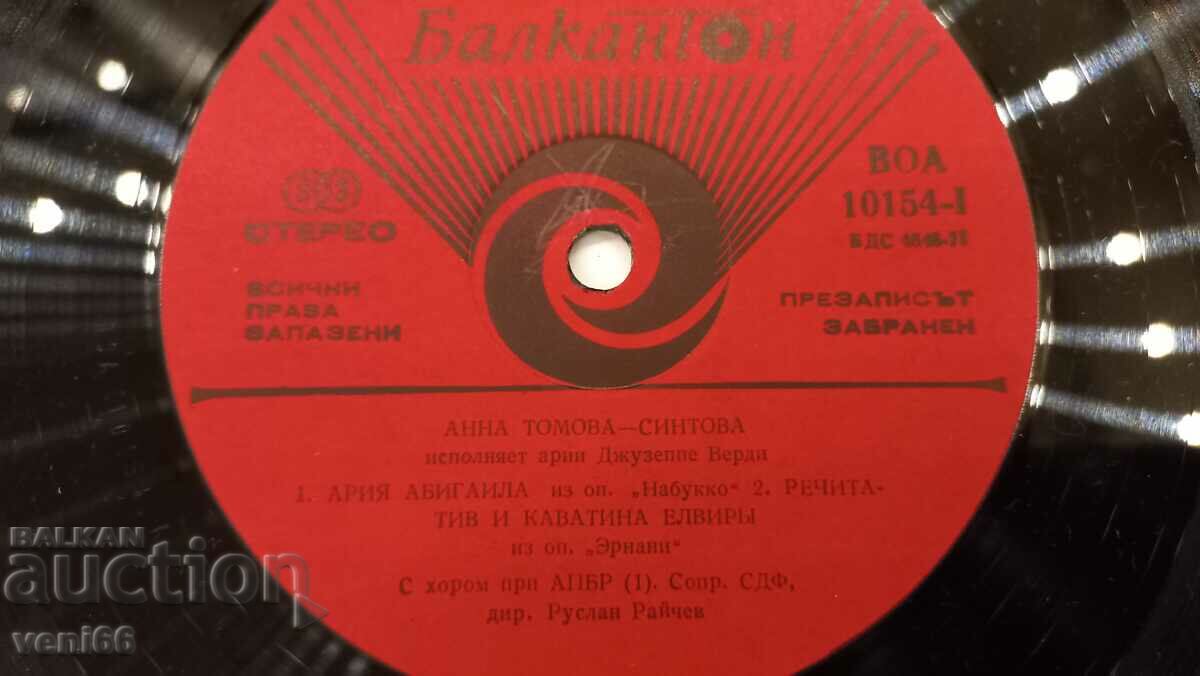 Балкантон
СТЕРЕО
ВОА
10154-I
БДС
ВСИЧКИ
ПРАВА
ЗАПАЗЕНИ
ПРЕЗАПИСЪТ
ЗАБРАНЕН
АННА ТОМОВА—СИНТОВА
исполняет арии Джузеппе Верди
1. АРИЯ АБИГАИЛА из оп. „Набукко“ 2. РЕЧИТА-
ТИВ И КАВАТИНА ЕЛВИРЫ
из оп. „Эрнани“
С хором при АПБР (1). Сопр. СДФ,
дир. Руслан Райчев
BALKAN
auction
veni66